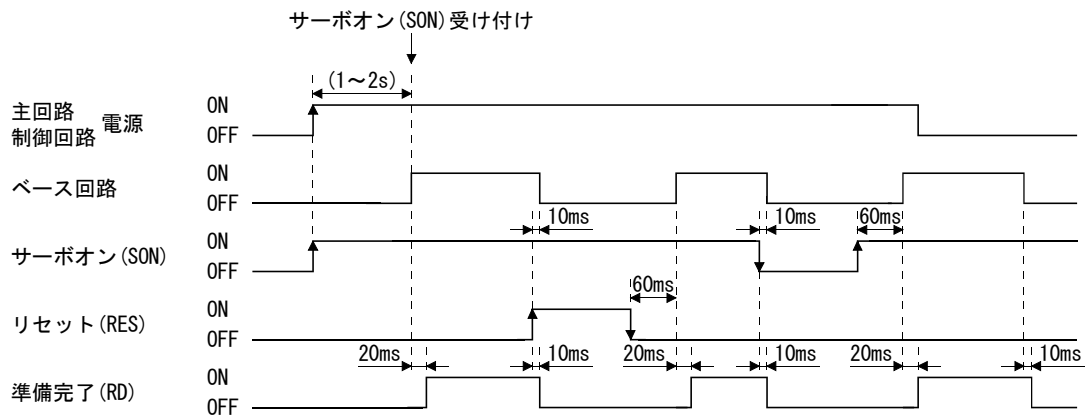 サーボオン(SON)受け付け
(1～2s)
主回路
制御回路 電源
ON
OFF
ベース回路
ON
OFF
10ms
10ms
60ms
サーボオン(SON)
ON
OFF
60ms
リセット(RES)
ON
OFF
20ms
10ms
20ms
10ms
20ms
10ms
準備完了(RD)
ON
OFF